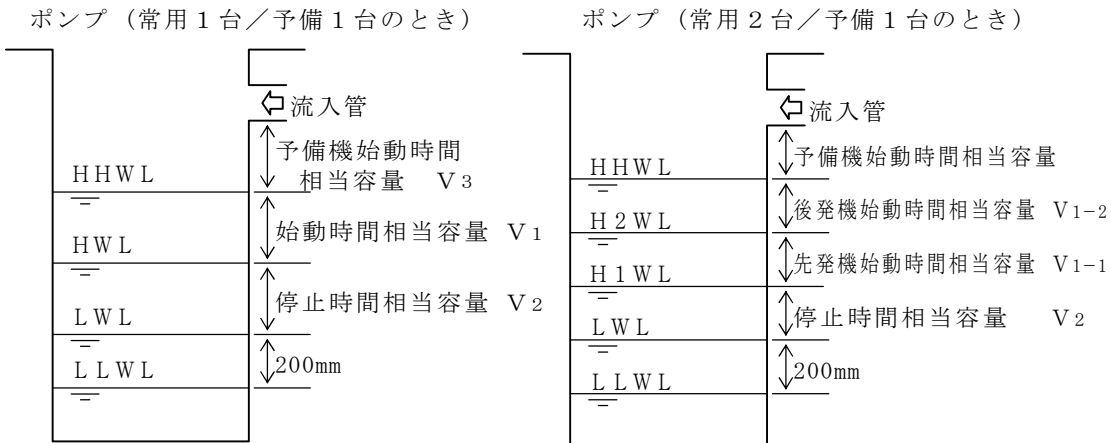 ポンプ（常用１台／予備１台のとき）
流入管
予備機始動時間
相当容量　Ｖ3
ＨＨＷＬ
始動時間相当容量 Ｖ1
ＨＷＬ
停止時間相当容量 Ｖ2
ＬＷＬ
200mm
ＬＬＷＬ
ポンプ（常用２台／予備１台のとき）
流入管
予備機始動時間相当容量
ＨＨＷＬ
後発機始動時間相当容量 Ｖ1-2
Ｈ２ＷＬ
先発機始動時間相当容量 Ｖ1-1
Ｈ１ＷＬ
停止時間相当容量　Ｖ2
ＬＷＬ
200mm
ＬＬＷＬ